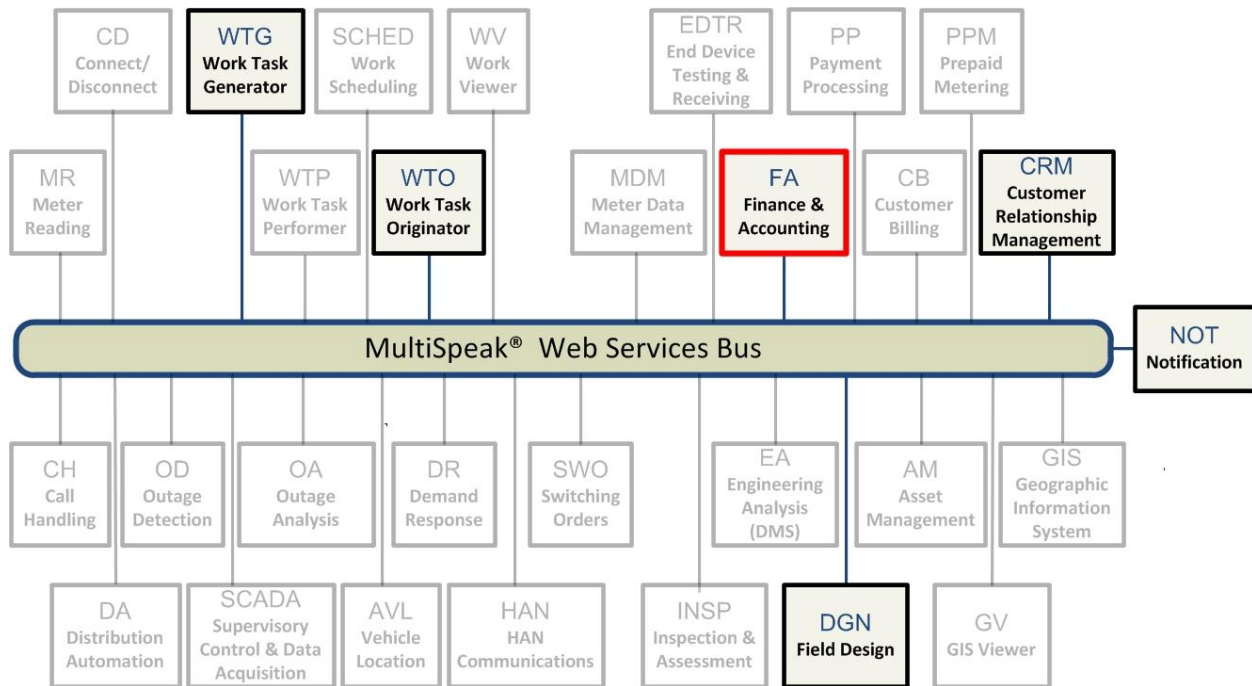 CD
Connect/
Disconnect
WTG
Work Task
Generator
SCHED
Work
Scheduling
WV
Work
Viewer
EDTR
End Device
Testing &
Receiving
PP
Payment
Processing
PPM
Prepaid
Metering
MR
Meter
Reading
WTP
Work Task
Performer
WTO
Work Task
Originator
MDM
Meter Data
Management
FA
Finance &
Accounting
CB
Customer
Billing
CRM
Customer
Relationship
Management
MultiSpeak® Web Services Bus
NOT
Notification
CH
Call
Handling
OD
Outage
Detection
OA
Outage
Analysis
DR
Demand
Response
SWO
Switching
Orders
EA
Engineering
Analysis
(DMS)
AM
Asset
Management
GIS
Geographic
Information
System
DA
Distribution
Automation
SCADA
Supervisory
Control & Data
Acquisition
AVL
Vehicle
Location
HAN
HAN
Communications
INSP
Inspection &
Assessment
DGN
Field Design
GV
GIS Viewer